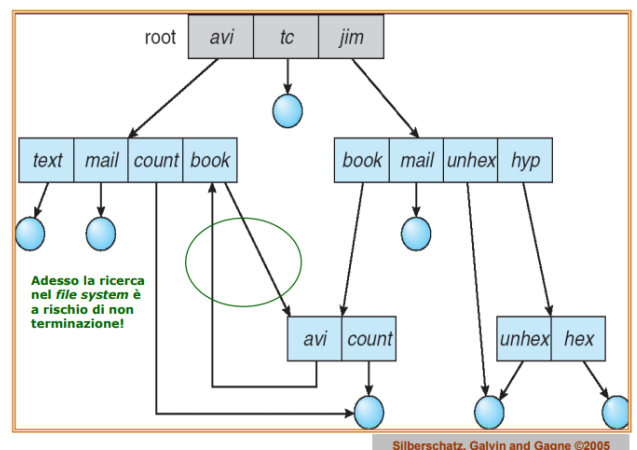 root avi tc jim
text mail count book
book mail unhex hyp
Adesso la ricerca
nel file system è
a rischio di non
terminazione!
avi count
unhex hex
Silberschatz, Galvin and Gagne ©2005